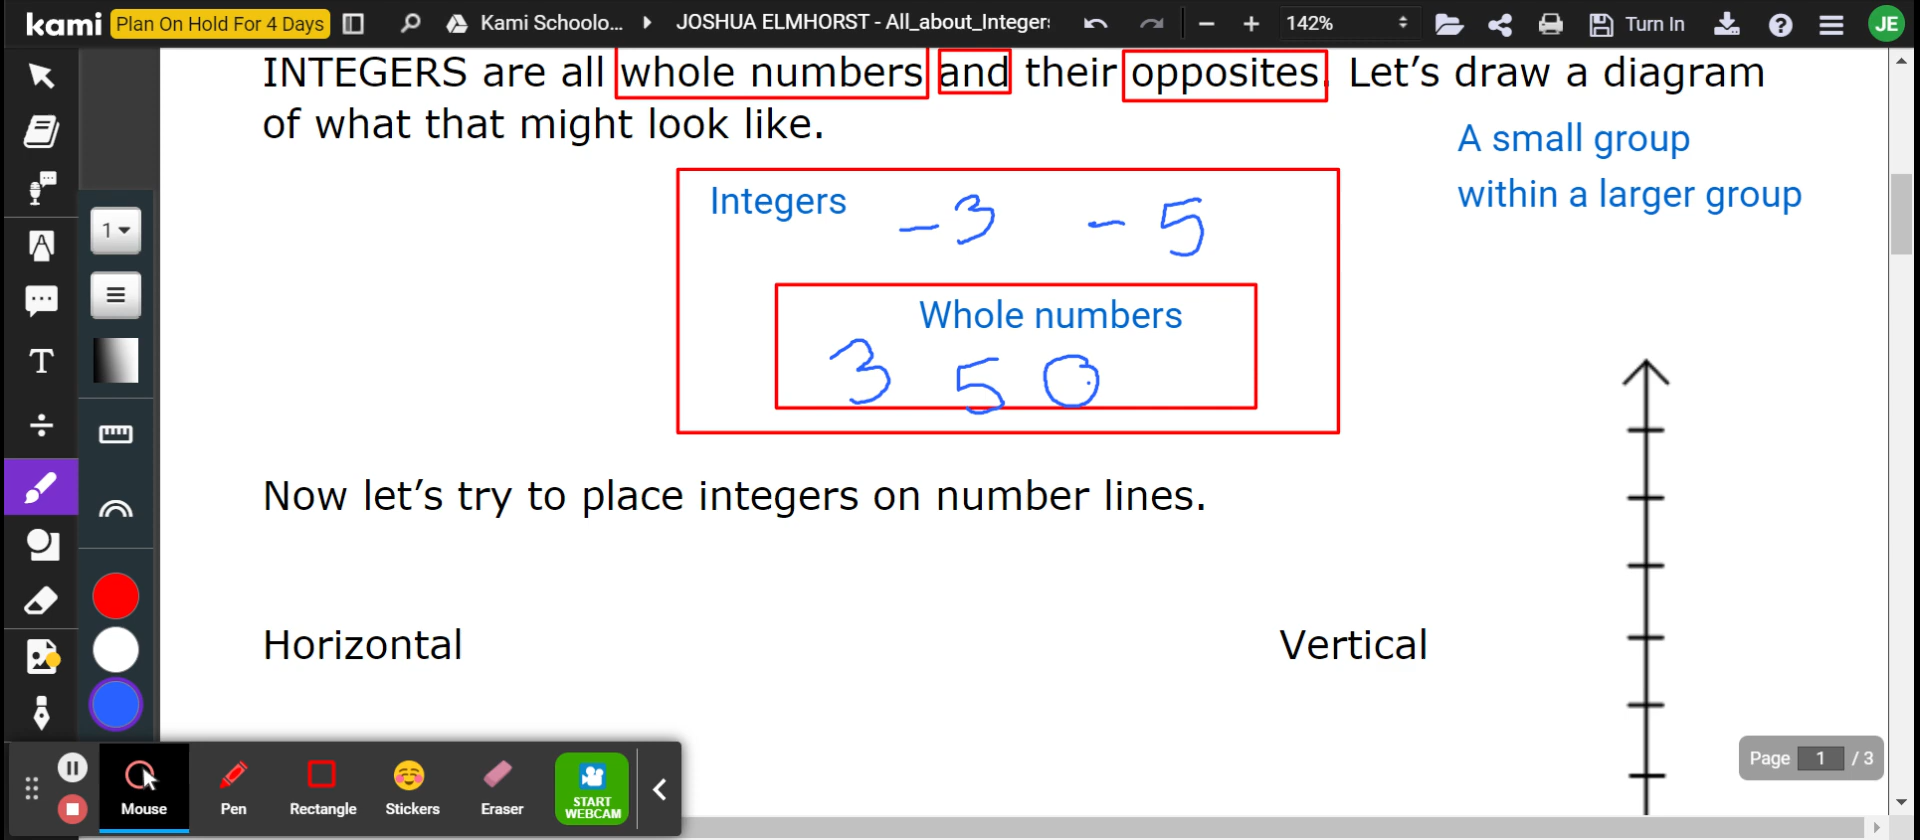 kami Plan On Hold For 4 Days Kami Schoolo... JOSHUA ELMHORST - All_about_Integer 142% Turn In JE
INTEGERS are all whole numbers and their opposites. Let's draw a diagram
of what that might look like.
A small group
within a larger group
Integers -3 -5
Whole numbers
3 5 0
Now let's try to place integers on number lines.
Horizontal Vertical
1
T
Page 1 / 3
Mouse Pen Rectangle Stickers Eraser START
WEBCAM